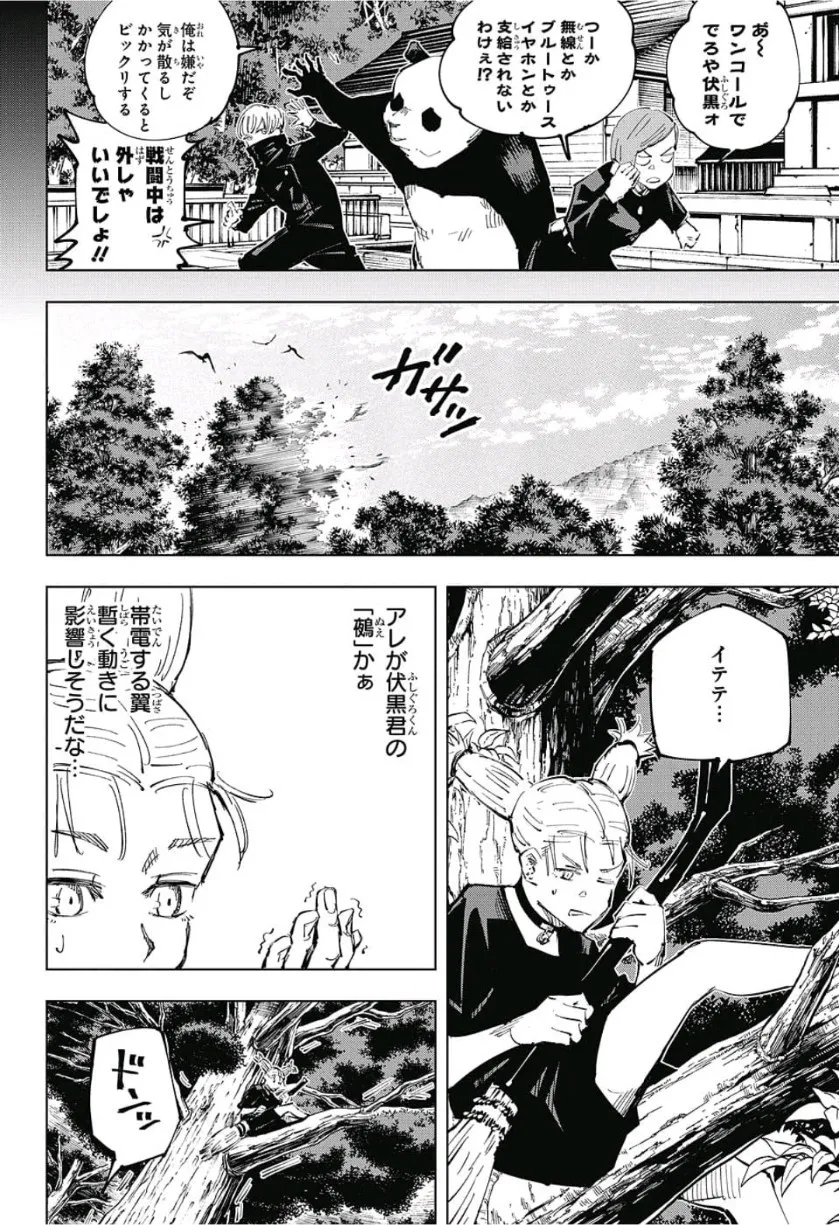 あ〜
ワンコールで
でろや伏黒ォ
つーか
無線とか
ブルートゥース
イヤホンとか
支給されない
わけぇ!?
俺は嫌だぞ
気が散るし
かかってくると
ビックリする
戦闘中は
外しゃ
いいでしょ!!
ガサッ
イテテ…
アレが伏黒君の
「鵺」かぁ
帯電する翼
暫く動きに
影響しそうだな…
ドンッ